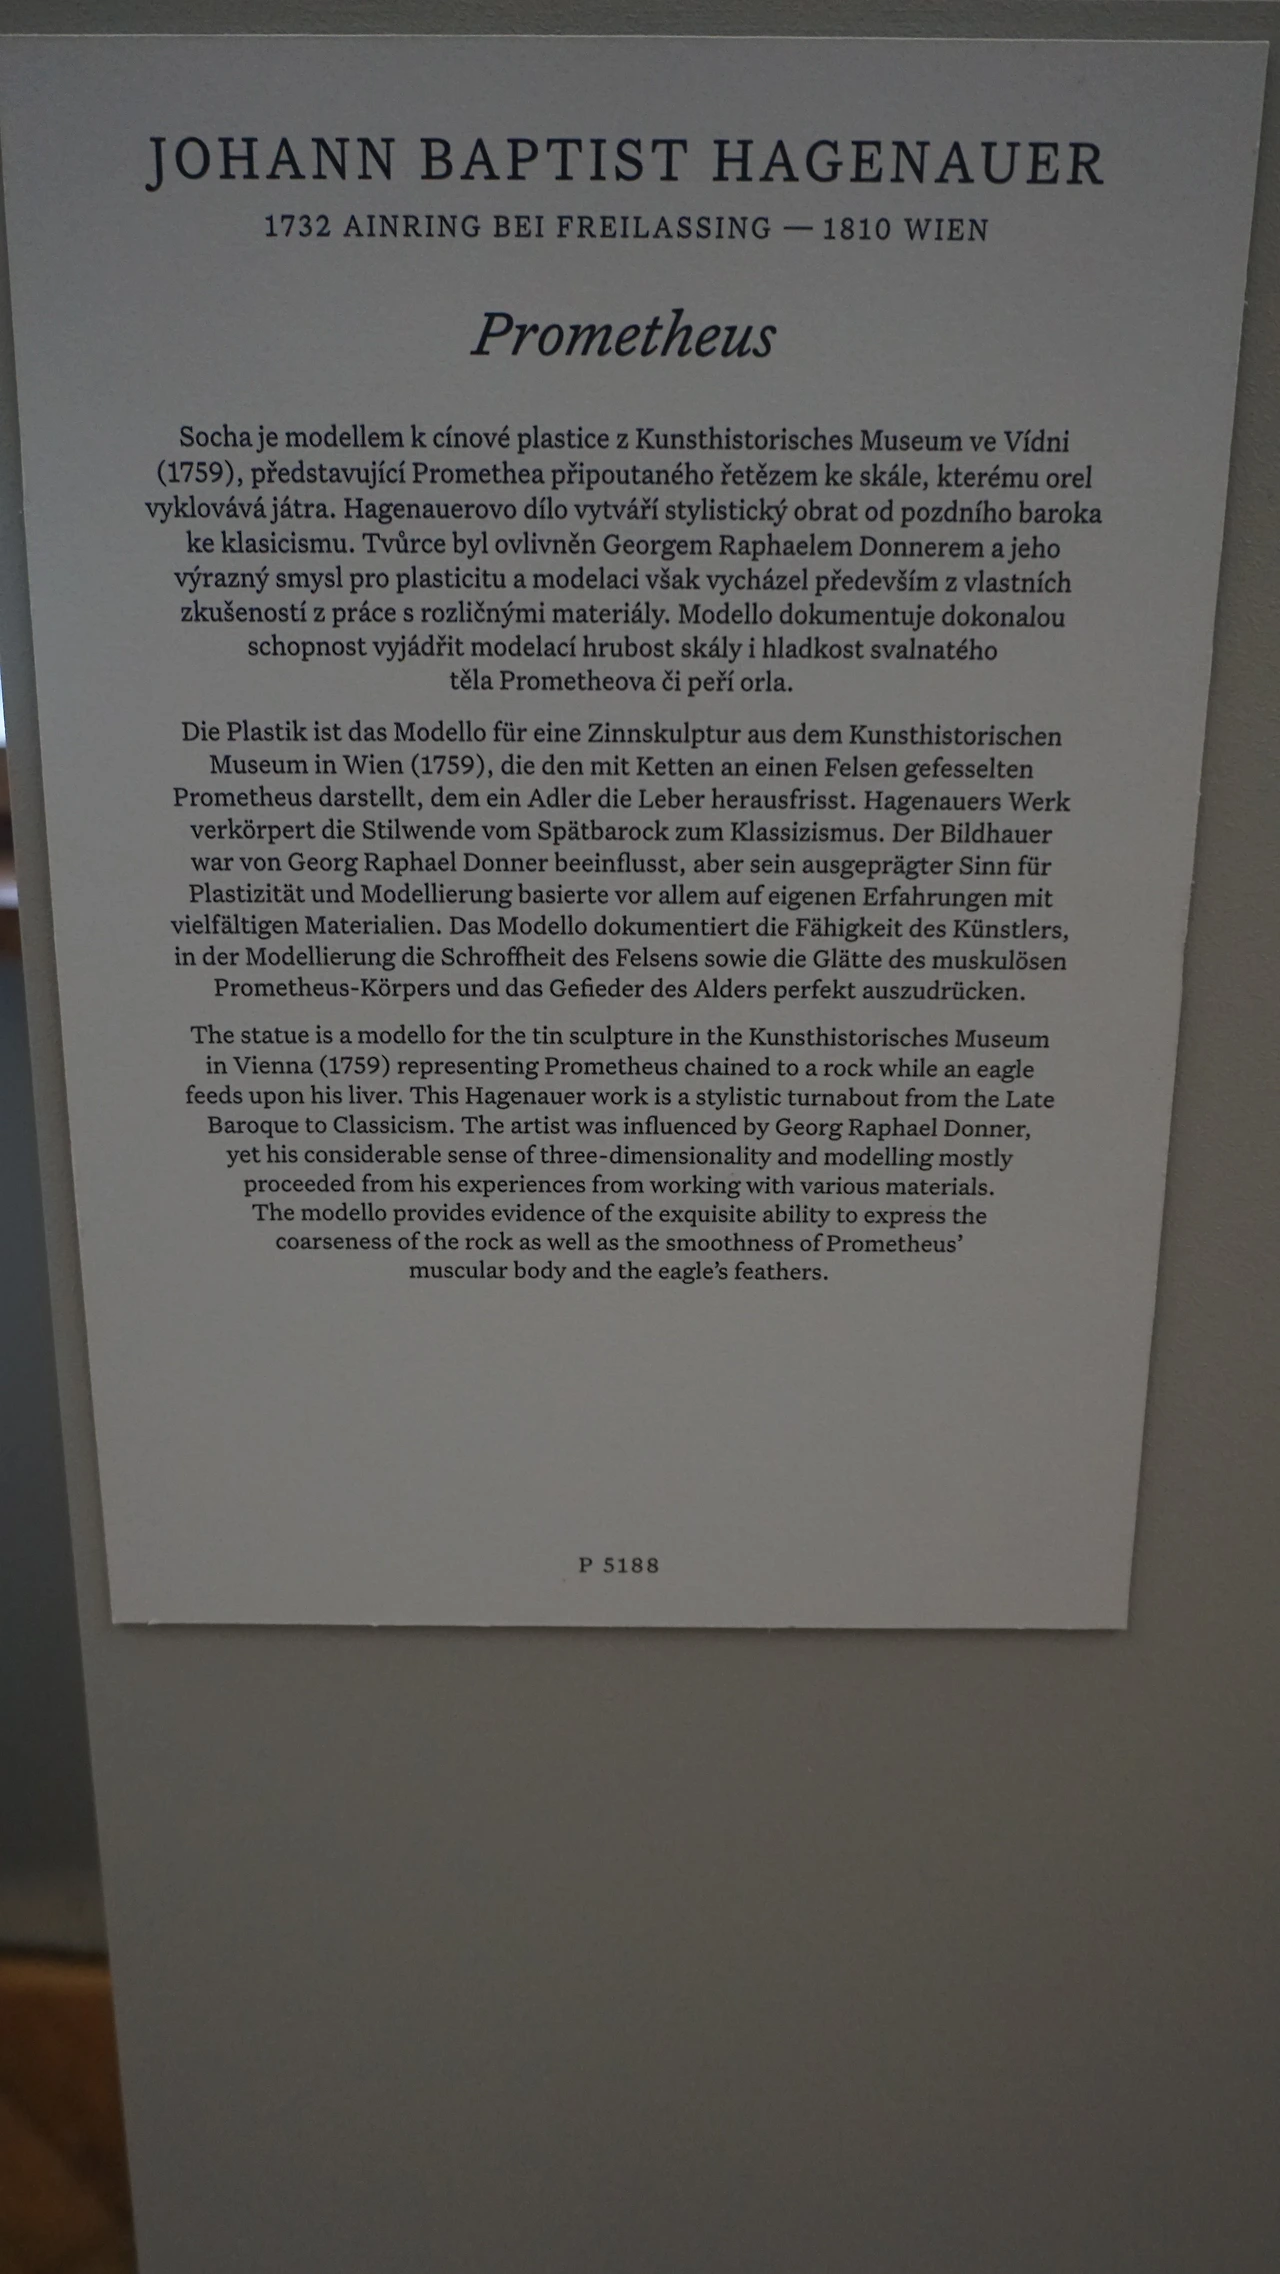 JOHANN BAPTIST HAGENAUER
1732 AINRING BEI FREILASSING — 1810 WIEN
Prometheus
Socha je modellem k cínové plastice z Kunsthistorisches Museum ve Vídni
(1759), představující Promethea připoutaného řetězem ke skále, kterému orel
vyklovává játra. Hagenauerovo dílo vytváří stylistický obrat od pozdního baroka
ke klasicismu. Tvůrce byl ovlivněn Georgem Raphaelem Donnerem a jeho
výrazný smysl pro plasticitu a modelaci však vycházel především z vlastních
zkušeností z práce s rozličnými materiály. Modello dokumentuje dokonalou
schopnost vyjádřit modelací hrubost skály i hladkost svalnatého
těla Prometheova či peří orla.
Die Plastik ist das Modello für eine Zinnskulptur aus dem Kunsthistorischen
Museum in Wien (1759), die den mit Ketten an einen Felsen gefesselten
Prometheus darstellt, dem ein Adler die Leber herausfrisst. Hagenauers Werk
verkörpert die Stilwende vom Spätbarock zum Klassizismus. Der Bildhauer
war von Georg Raphael Donner beeinflusst, aber sein ausgeprägter Sinn für
Plastizität und Modellierung basierte vor allem auf eigenen Erfahrungen mit
vielfältigen Materialien. Das Modello dokumentiert die Fähigkeit des Künstlers,
in der Modellierung die Schroffheit des Felsens sowie die Glätte des muskulösen
Prometheus-Körpers und das Gefieder des Alders perfekt auszudrücken.
The statue is a modello for the tin sculpture in the Kunsthistorisches Museum
in Vienna (1759) representing Prometheus chained to a rock while an eagle
feeds upon his liver. This Hagenauer work is a stylistic turnabout from the Late
Baroque to Classicism. The artist was influenced by Georg Raphael Donner,
yet his considerable sense of three-dimensionality and modelling mostly
proceeded from his experiences from working with various materials.
The modello provides evidence of the exquisite ability to express the
coarseness of the rock as well as the smoothness of Prometheus’
muscular body and the eagle’s feathers.
P 5188